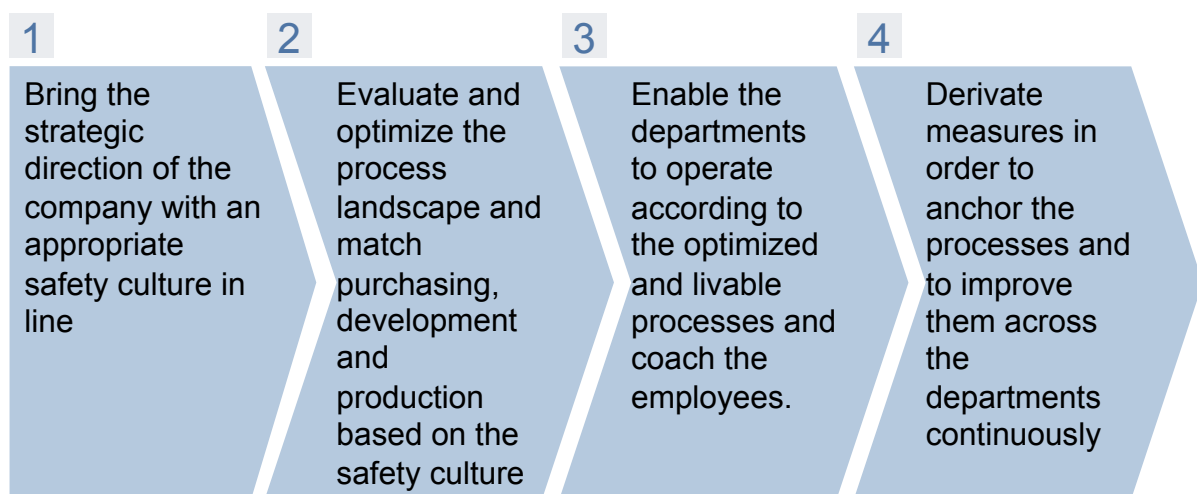 1
Bring the
strategic
direction of the
company with an
appropriate
safety culture in
line
2
Evaluate and
optimize the
process
landscape and
match
purchasing,
development
and
production
based on the
safety culture
3
Enable the
departments
to operate
according to
the optimized
and livable
processes and
coach the
employees.
4
Derivate
measures in
order to
anchor the
processes and
to improve
them across
the
departments
continuously